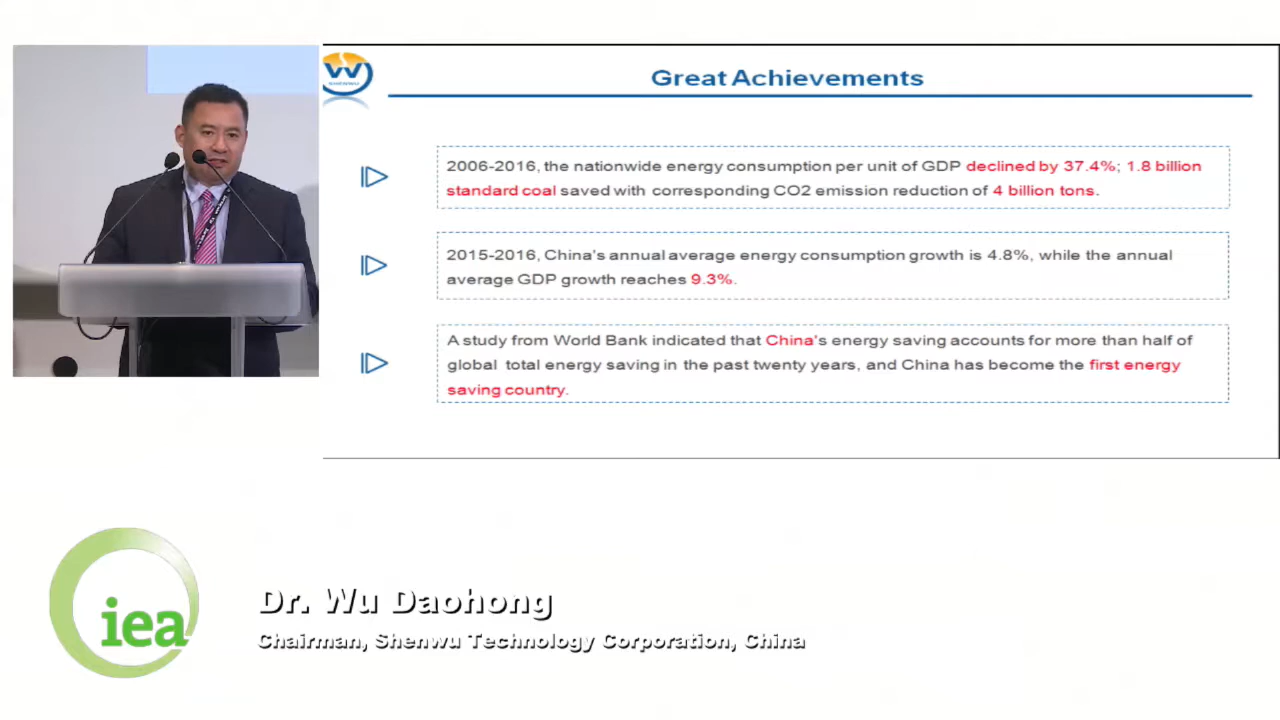 Great Achievements
2006-2016, the nationwide energy consumption per unit of GDP declined by 37.4%; 1.8 billion
standard coal saved with corresponding CO2 emission reduction of 4 billion tons.
2015-2016, China's annual average energy consumption growth is 4.8%, while the annual
average GDP growth reaches 9.3%.
A study from World Bank indicated that China's energy saving accounts for more than half of
global total energy saving in the past twenty years, and China has become the first energy
saving country.
iea
Dr. Wu Daohong
Chairman, Shenwu Technology Corporation, China